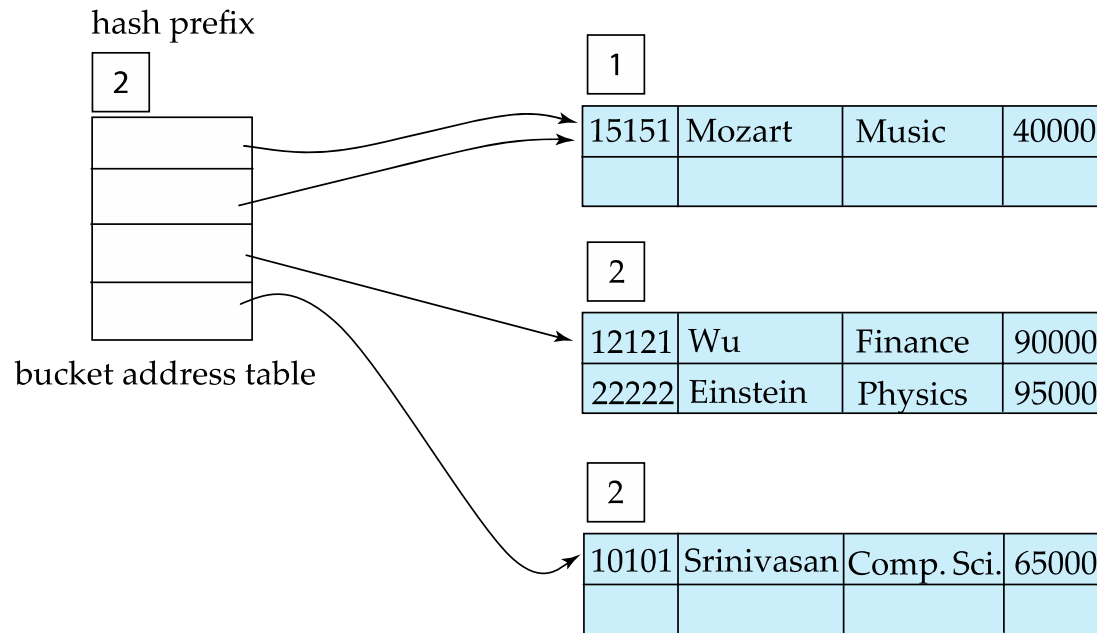 hash prefix
2
bucket address table
1
15151 Mozart Music 40000
2
12121 Wu Finance 90000
22222 Einstein Physics 95000
2
10101 Srinivasan Comp. Sci. 65000